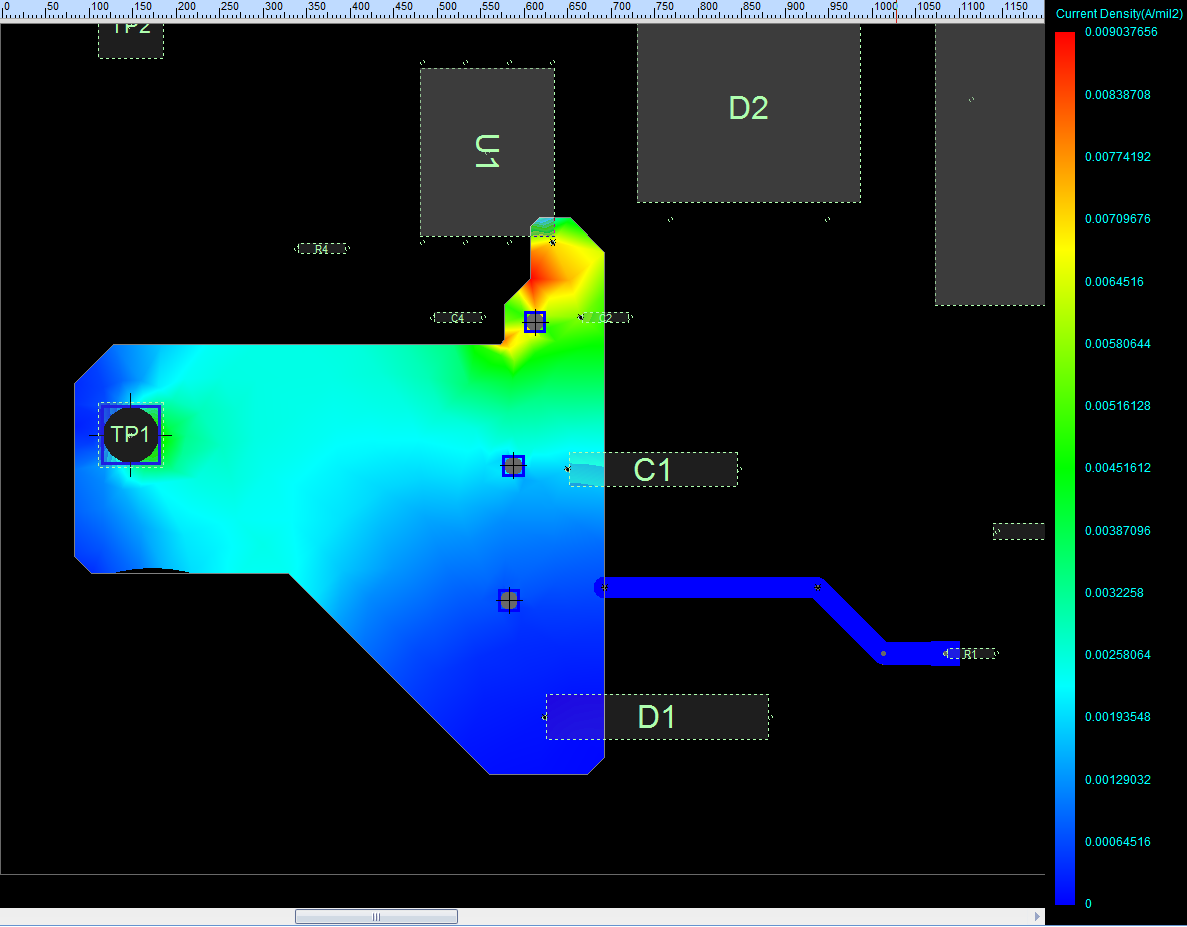 0 50 100 150 200 250 300 350 400 450 500 550 600 650 700 750 800 850 900 950 1000 1050 1100 1150
Current Density(A/mil2)
TP2
0.009037656
0.00838708
0.00774192
0.00709676
0.0064516
0.00580644
0.00516128
0.00451612
0.00387096
0.0032258
0.00258064
0.00193548
0.00129032
0.00064516
0
D2
U1
R4
C4
C2
TP1
C1
R1
D1